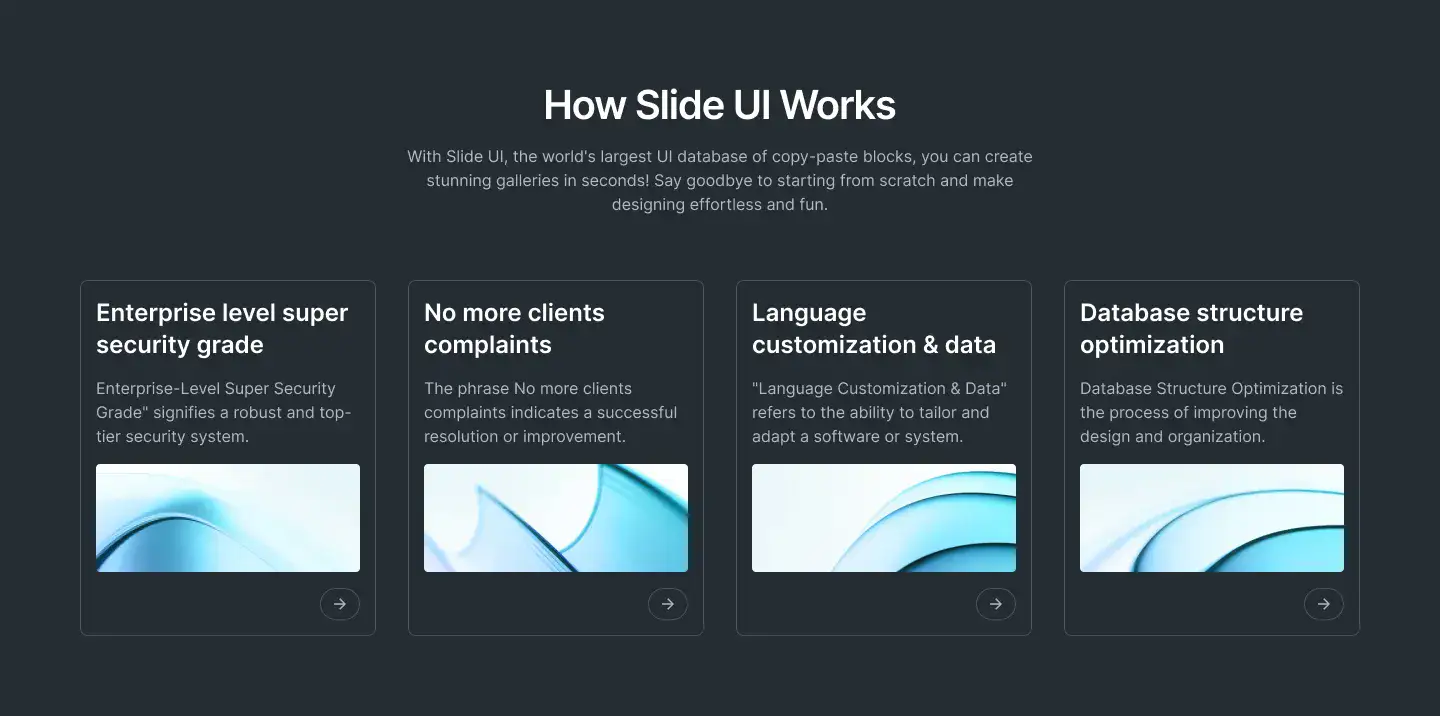 How Slide UI Works
With Slide UI, the world's largest UI database of copy-paste blocks, you can create
stunning galleries in seconds! Say goodbye to starting from scratch and make
designing effortless and fun.
Enterprise level super
security grade
Enterprise-Level Super Security
Grade" signifies a robust and top-
tier security system.
No more clients
complaints
The phrase No more clients
complaints indicates a successful
resolution or improvement.
Language
customization & data
"Language Customization & Data"
refers to the ability to tailor and
adapt a software or system.
Database structure
optimization
Database Structure Optimization is
the process of improving the
design and organization.